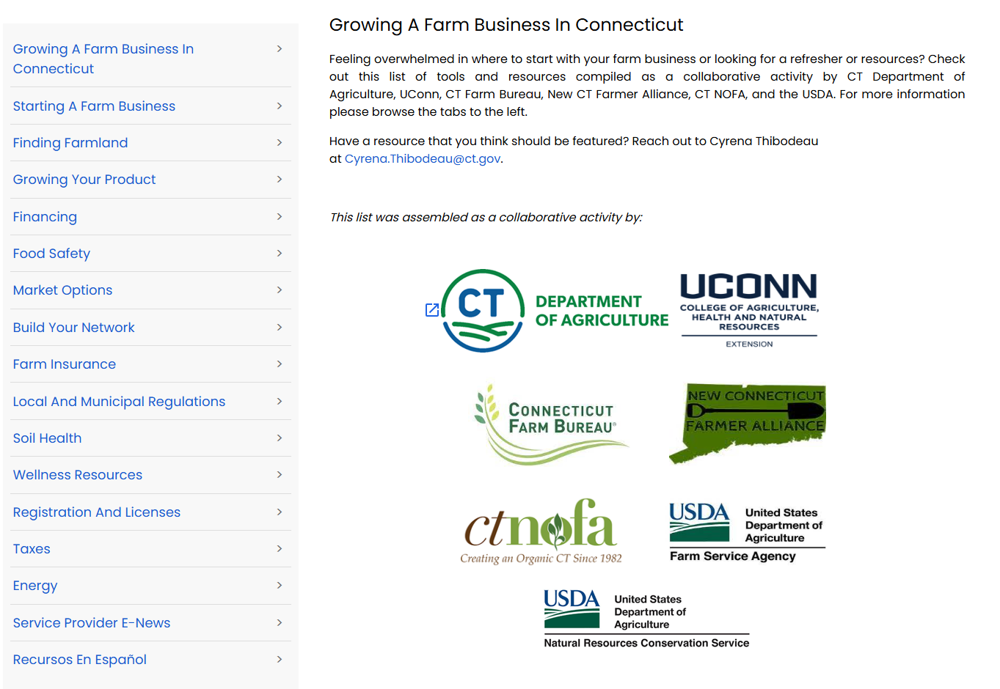 Growing A Farm Business In
Connecticut
Starting A Farm Business
Finding Farmland
Growing Your Product
Financing
Food Safety
Market Options
Build Your Network
Farm Insurance
Local And Municipal Regulations
Soil Health
Wellness Resources
Registration And Licenses
Taxes
Energy
Service Provider E-News
Recursos En Español
Growing A Farm Business In Connecticut
Feeling overwhelmed in where to start with your farm business or looking for a refresher or resources? Check
out this list of tools and resources compiled as a collaborative activity by CT Department of
Agriculture, UConn, CT Farm Bureau, New CT Farmer Alliance, CT NOFA, and the USDA. For more information
please browse the tabs to the left.
Have a resource that you think should be featured? Reach out to Cyrena Thibodeau
at Cyrena.Thibodeau@ct.gov.
This list was assembled as a collaborative activity by:
CT
DEPARTMENT
OF AGRICULTURE
UCONN
COLLEGE OF AGRICULTURE,
HEALTH AND NATURAL
RESOURCES
EXTENSION
CONNECTICUT
FARM BUREAU®
NEW CONNECTICUT
FARMER ALLIANCE
ctnofa
Creating an Organic CT Since 1982
USDA
United States
Department of
Agriculture
Farm Service Agency
USDA
United States
Department of
Agriculture
Natural Resources Conservation Service